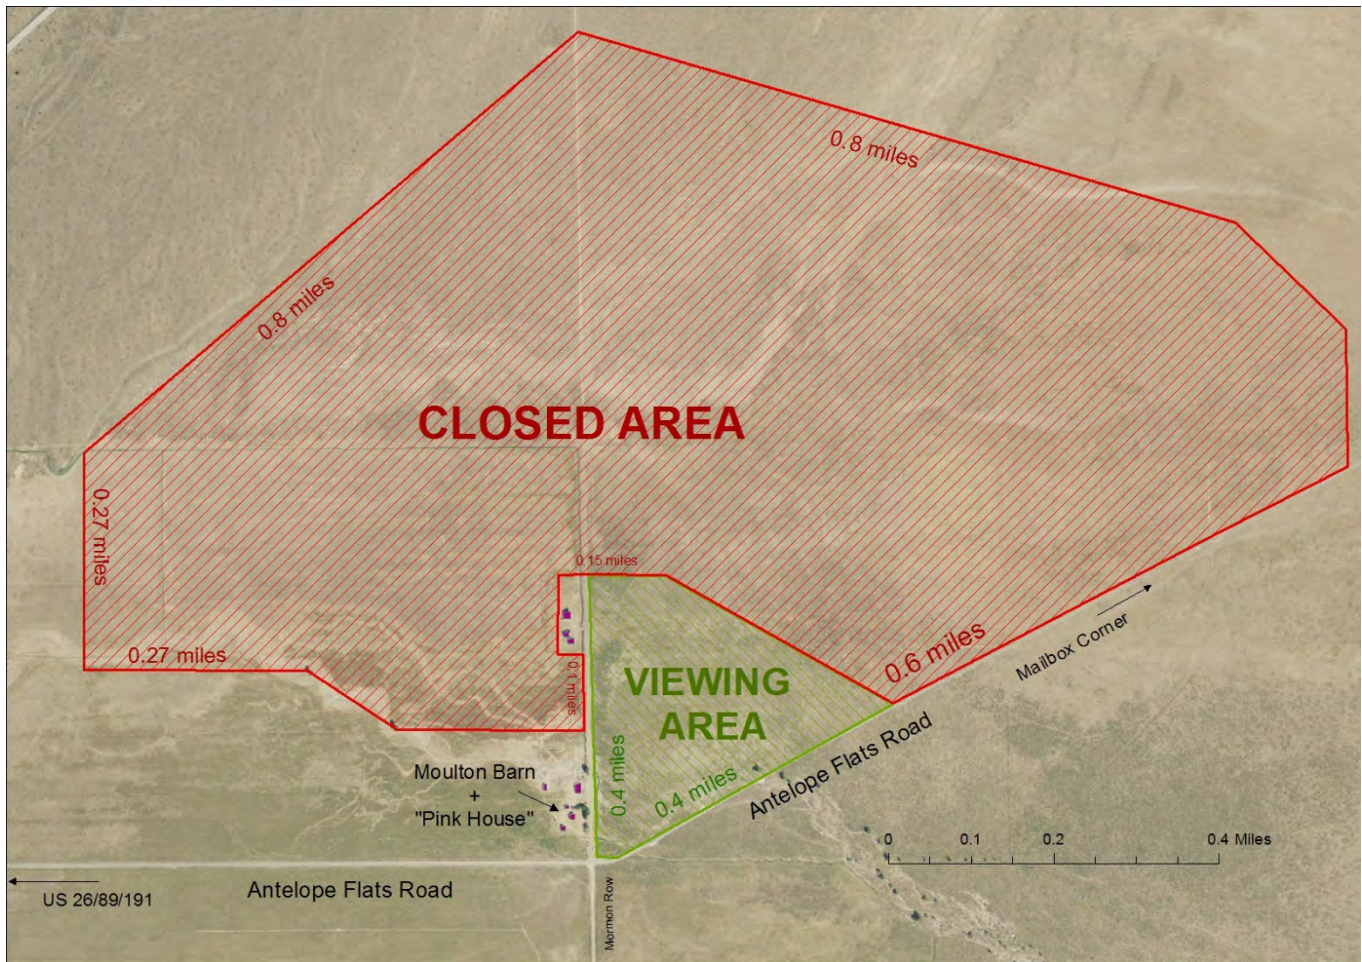 0.8 miles
0.8 miles
CLOSED AREA
0.27 miles
0.15 miles
0.27 miles
0.1 miles
VIEWING
AREA
0.6 miles
Mailbox Corner
0.4 miles
0.4 miles
Antelope Flats Road
Moulton Barn
+
"Pink House"
0 0.1 0.2 0.4 Miles
US 26/89/191
Antelope Flats Road
Mormon Row